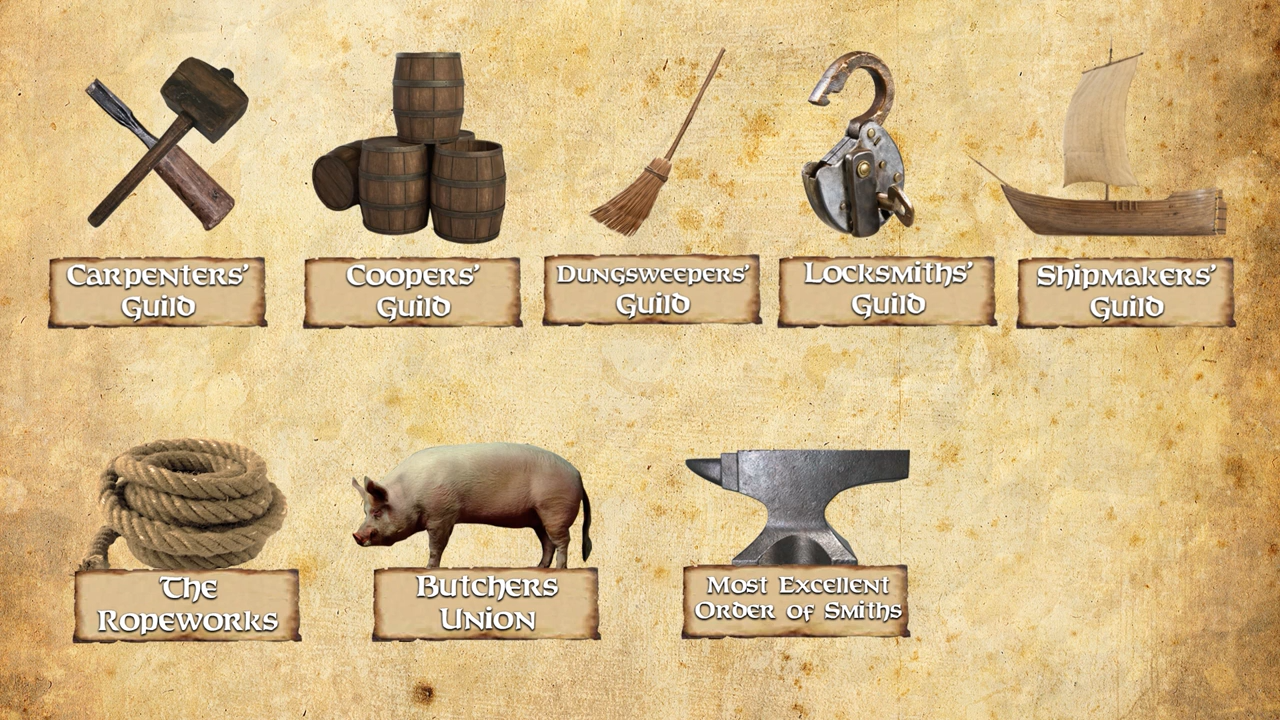 Carpenters'
Guild
Coopers'
Guild
Dungsweepers'
Guild
Locksmiths'
Guild
Shipmakers'
Guild
The
Ropeworks
Butchers
Union
Most Excellent
Order of Smiths